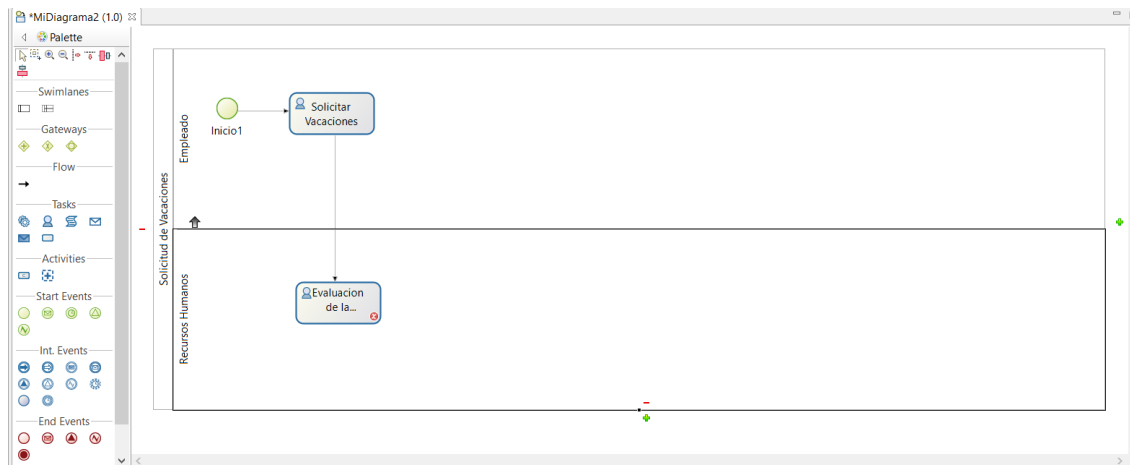 *MiDiagrama2 (1.0)
Palette
Swimlanes
Gateways
Flow
Tasks
Activities
Start Events
Int. Events
End Events
Solicitud de Vacaciones
Empleado
Inicio1
Solicitar
Vacaciones
Recursos Humanos
Evaluacion
de la...